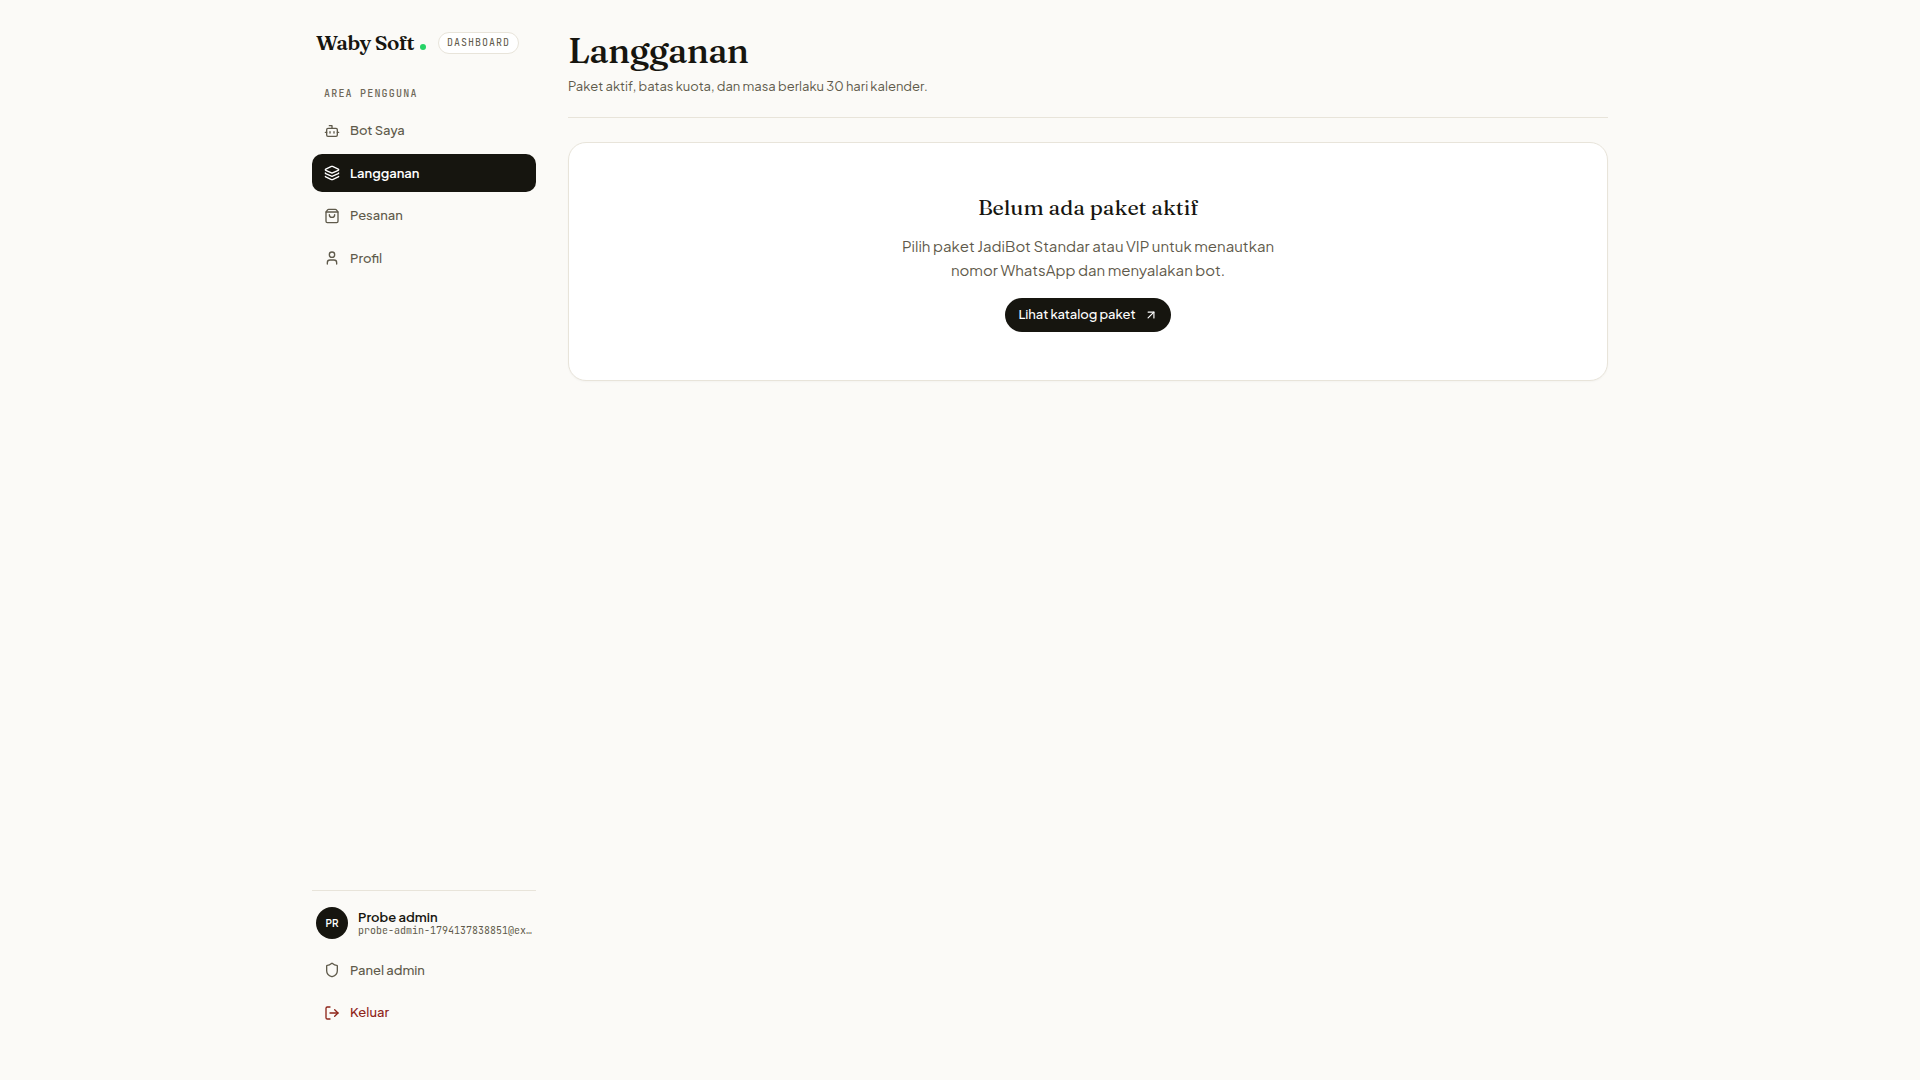 Waby Soft
DASHBOARD
AREA PENGGUNA
Bot Saya
Langganan
Pesanan
Profil
PR
Probe admin
probe-admin-1794137838851@ex…
Panel admin
Keluar
Langganan
Paket aktif, batas kuota, dan masa berlaku 30 hari kalender.
Belum ada paket aktif
Pilih paket JadiBot Standar atau VIP untuk menautkan
nomor WhatsApp dan menyalakan bot.
Lihat katalog paket